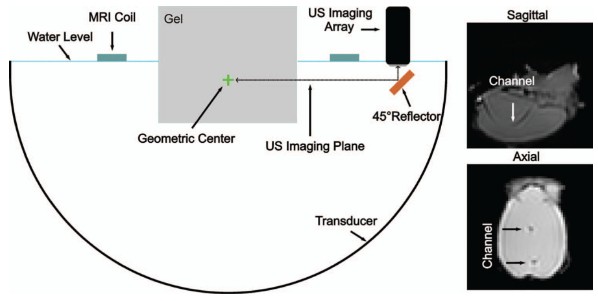 MRI Coil
Water Level
Gel
US Imaging
Array
Geometric Center
US Imaging Plane
45°Reflector
Transducer
Sagittal
Channel
Axial
Channel